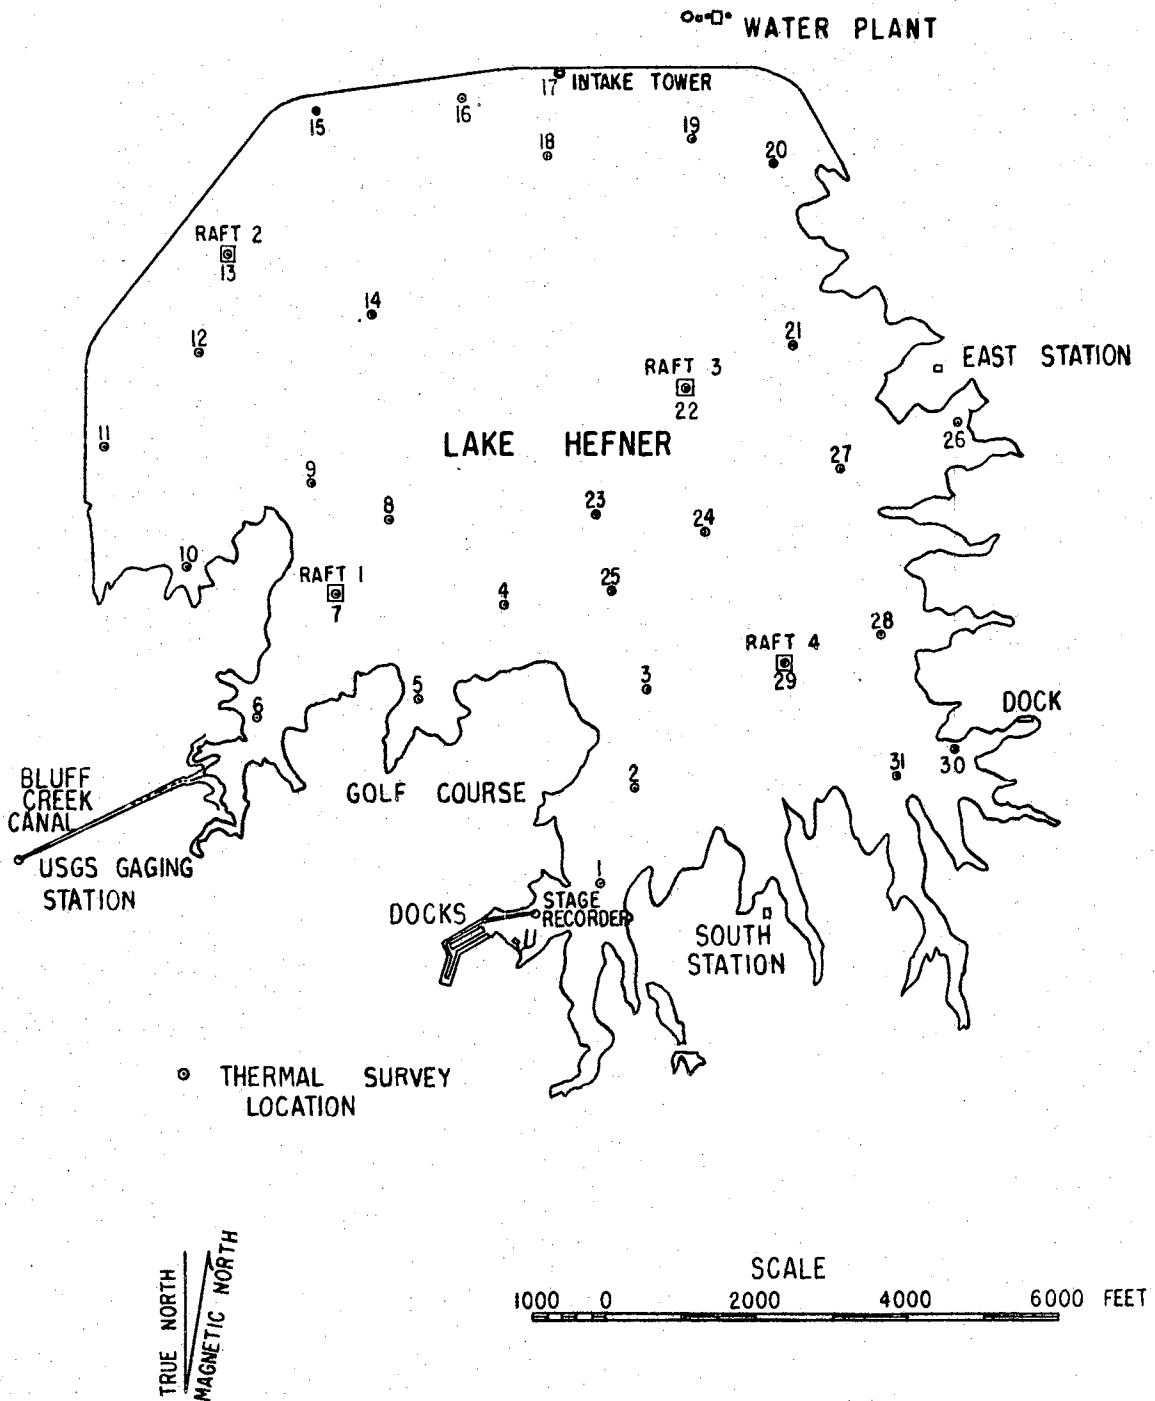 WATER PLANT
17 INTAKE TOWER
16
15
19
18
20
RAFT 2
13
14
12
21
EAST STATION
RAFT 3
22
26
LAKE HEFNER
11
27
9
8
23
24
10
RAFT 1
7
4
25
28
RAFT 4
29
3
5
6
DOCK
30
31
2
BLUFF
CREEK
CANAL
GOLF COURSE
USGS GAGING
STATION
1
STAGE
RECORDER
DOCKS
SOUTH
STATION
THERMAL SURVEY
LOCATION
TRUE NORTH
MAGNETIC NORTH
SCALE
1000 0 2000 4000 6000 FEET